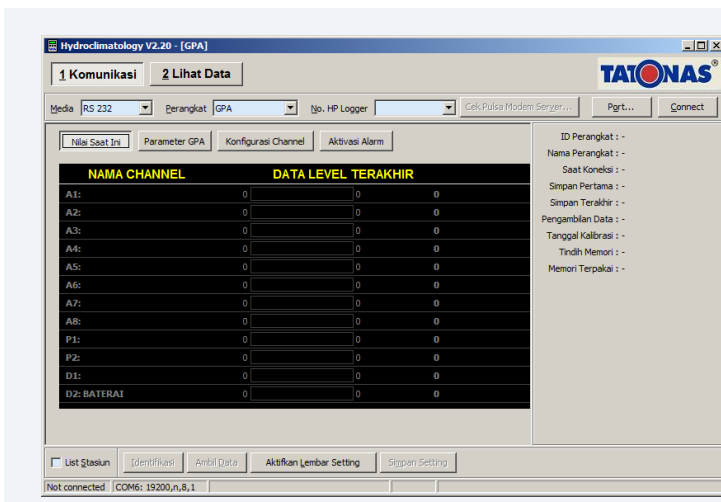 Hydroclimatology V2.20 - [GPA]
1 Komunikasi 2 Lihat Data
TATONAS®
Media RS 232 Perangkat GPA No. HP Logger Cek Pulsa Modem Server... Port... Connect
Nilai Saat Ini Parameter GPA Konfigurasi Channel Aktivasi Alarm
NAMA CHANNEL DATA LEVEL TERAKHIR
A1: 0 0 0
A2: 0 0 0
A3: 0 0 0
A4: 0 0 0
A5: 0 0 0
A6: 0 0 0
A7: 0 0 0
A8: 0 0 0
P1: 0 0 0
P2: 0 0 0
D1: 0 0 0
D2: BATERAI 0 0 0
ID Perangkat : -
Nama Perangkat : -
Saat Koneksi : -
Simpan Pertama : -
Simpan Terakhir : -
Pengambilan Data : -
Tanggal Kalibrasi : -
Tindih Memori : -
Memori Terpakai : -
List Stasiun Identifikasi Ambil Data Aktifkan Lembar Setting Simpan Setting
Not connected COM6: 19200,n,8,1